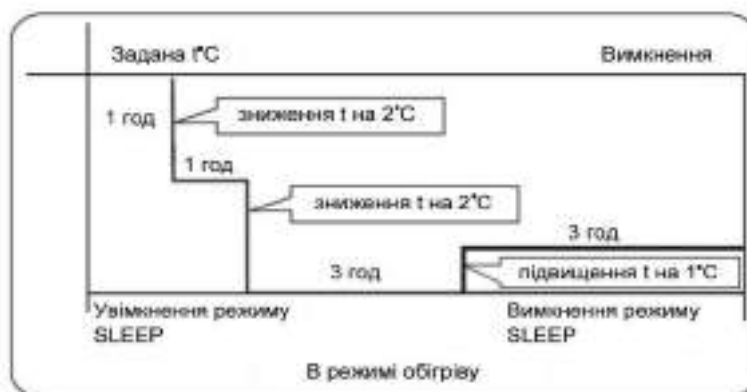 Задана t°C
Вимкнення
1 год
зниження t на 2°C
1 год
зниження t на 2°C
3 год
3 год
підвищення t на 1°C
Увімкнення режиму
SLEEP
Вимкнення режиму
SLEEP
В режимі обігріву